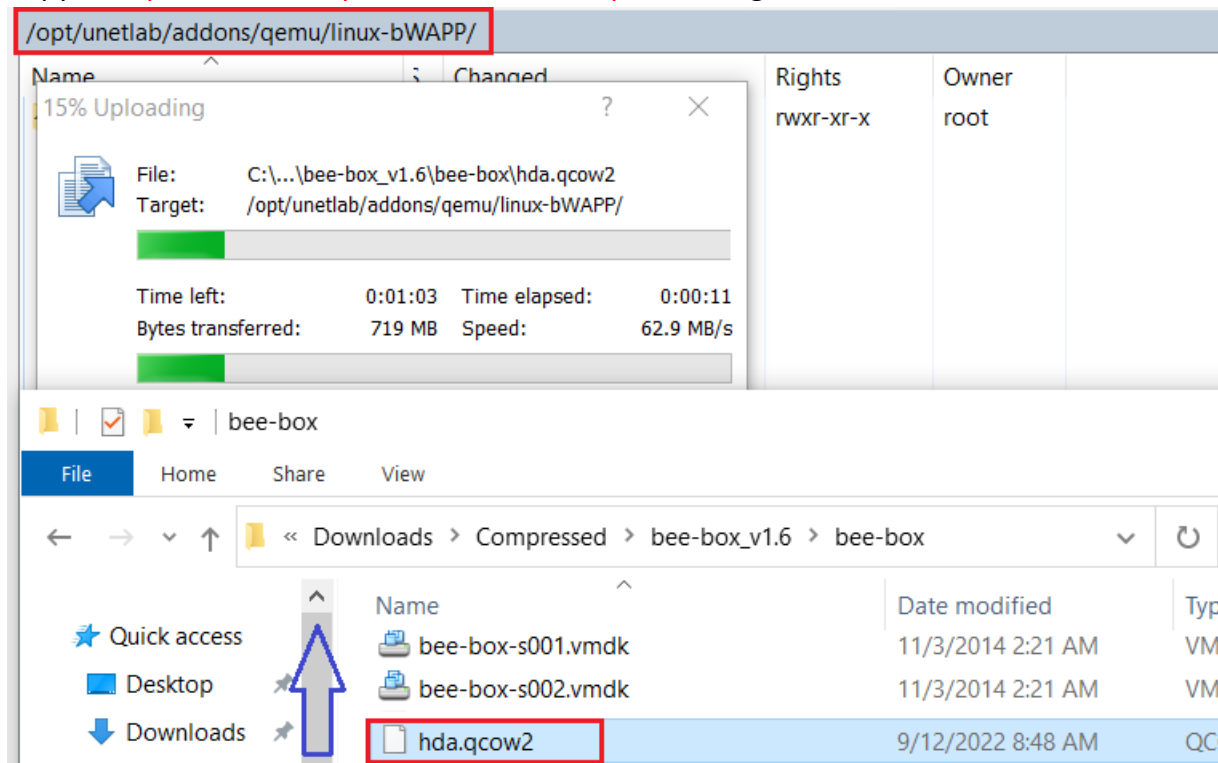 /opt/unetlab/addons/qemu/linux-bWAPP/
Name Changed Rights Owner
15% Uploading ? rwxr-xr-x root
File: C:\...\bee-box_v1.6\bee-box\hda.qcow2
Target: /opt/unetlab/addons/qemu/linux-bWAPP/
Time left: 0:01:03 Time elapsed: 0:00:11
Bytes transferred: 719 MB Speed: 62.9 MB/s
bee-box
File Home Share View
« Downloads > Compressed > bee-box_v1.6 > bee-box
Name Date modified Typ
Quick access
bee-box-s001.vmdk 11/3/2014 2:21 AM VM
Desktop
bee-box-s002.vmdk 11/3/2014 2:21 AM VM
Downloads
hda.qcow2 9/12/2022 8:48 AM QC